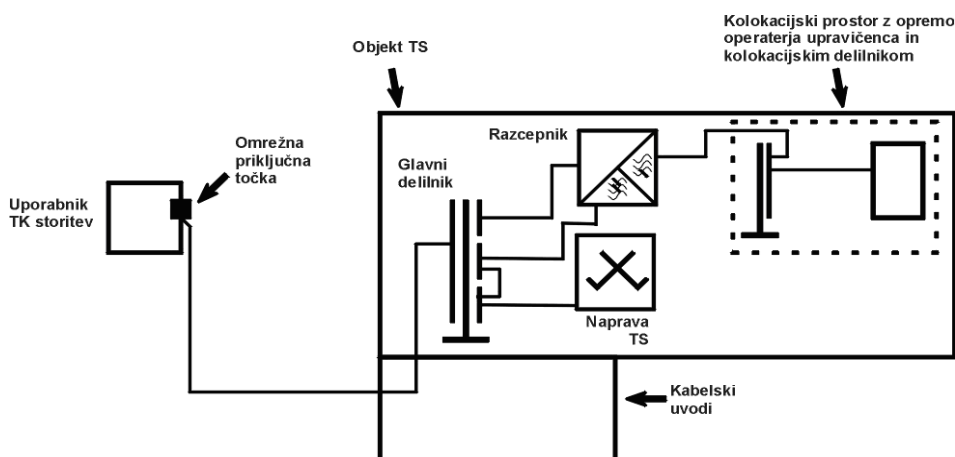 Kolokacijski prostor z opremo
operaterja upravičenca in
kolokacijskim delilnikom
Objekt TS
Razcepnik
Omrežna
priključna
točka
Glavni
delilnik
Uporabnik
TK storitev
Naprava
TS
Kabelski
uvodi